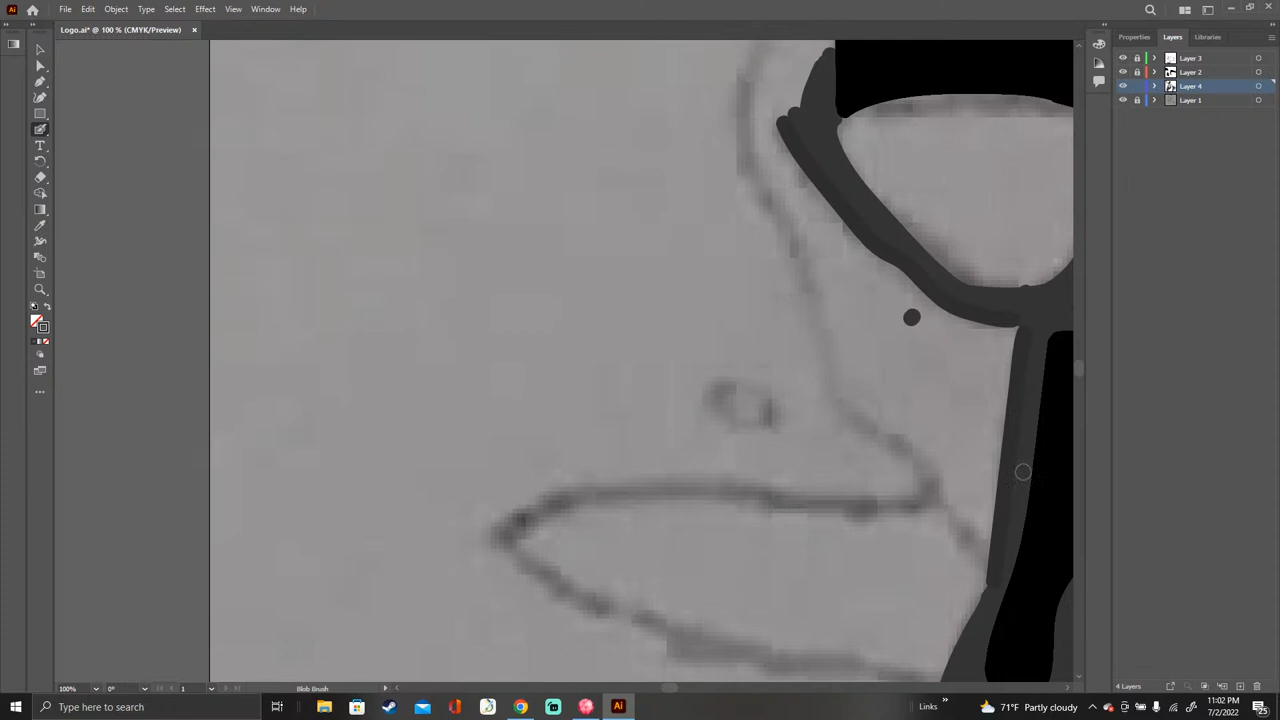 File Edit Object Type Select Effect View Window Help
Logo.ai* @ 100 % (CMYK/Preview) ×
Properties Layers Libraries
Layer 3
Layer 2
Layer 4
Layer 1
4 Layers
100% 0° 1 Blob Brush
Type here to search
Links
71°F Partly cloudy
11:02 PM
7/2/2022